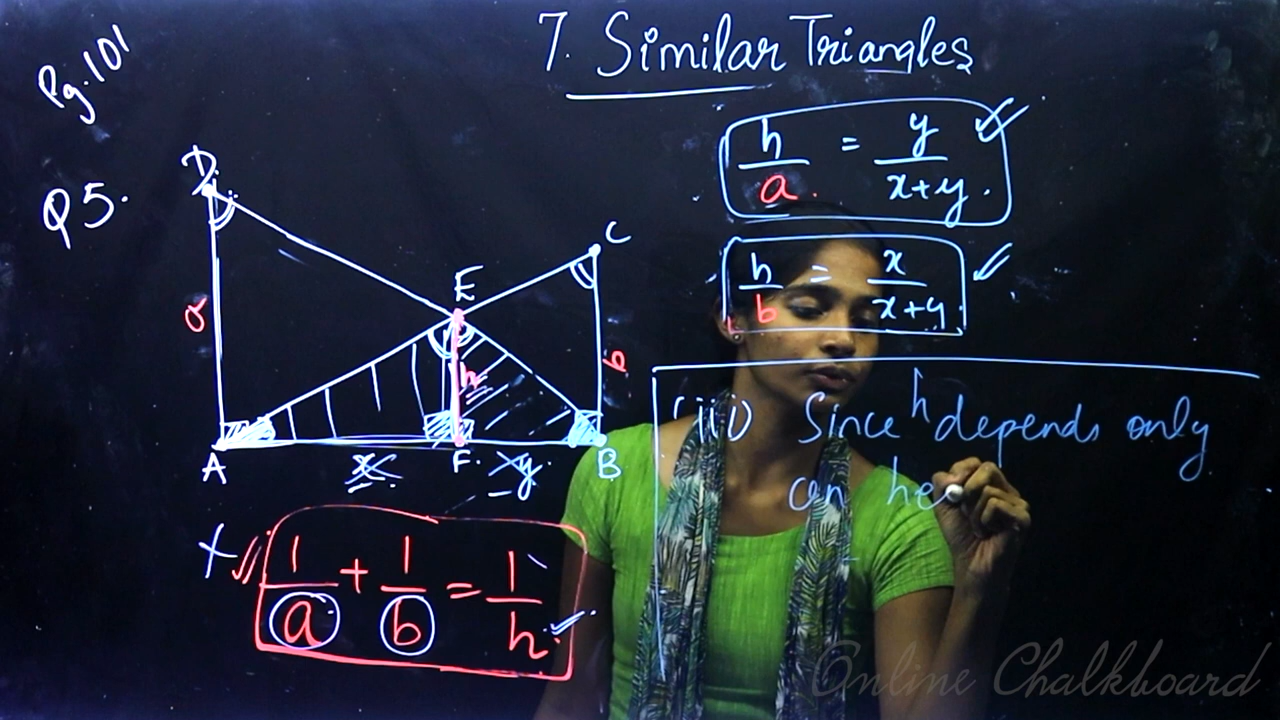 Pg.101
7. Similar Triangles
Q5.
h/a = y/x+y
h/b = x/x+y
D
C
E
a
h
b
A
x
F
y
B
1/a + 1/b = 1/h
(iii) Since h depends only
on he
Online Chalkboard